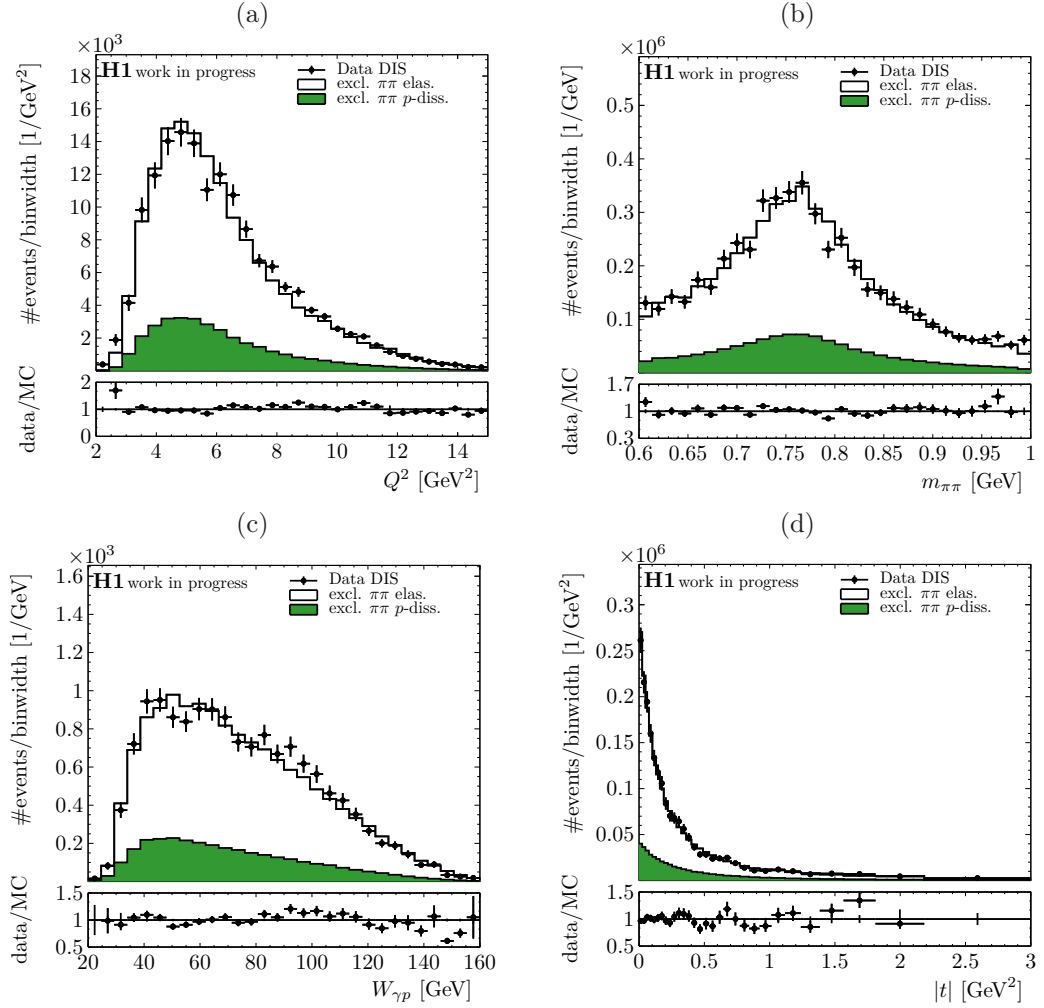 (a)
×10³
#events/binwidth [1/GeV²]
H1 work in progress
Data DIS
excl. ππ elas.
excl. ππ p-diss.
16
14
12
10
8
6
4
2
data/MC
2
1
0
2 4 6 8 10 12 14
Q² [GeV²]
(b)
×10⁶
#events/binwidth [1/GeV]
H1 work in progress
Data DIS
excl. ππ elas.
excl. ππ p-diss.
0.6
0.5
0.4
0.3
0.2
0.1
data/MC
1.7
1
0.3
0.6 0.65 0.7 0.75 0.8 0.85 0.9 0.95 1
m_ππ [GeV]
(c)
×10³
#events/binwidth [1/GeV]
H1 work in progress
Data DIS
excl. ππ elas.
excl. ππ p-diss.
1.6
1.4
1.2
1
0.8
0.6
0.4
0.2
data/MC
1.5
1
0.5
20 40 60 80 100 120 140 160
W_γp [GeV]
(d)
×10⁶
#events/binwidth [1/GeV²]
H1 work in progress
Data DIS
excl. ππ elas.
excl. ππ p-diss.
0.3
0.25
0.2
0.15
0.1
0.05
data/MC
1.5
1
0.5
0 0.5 1 1.5 2 2.5 3
|t| [GeV²]